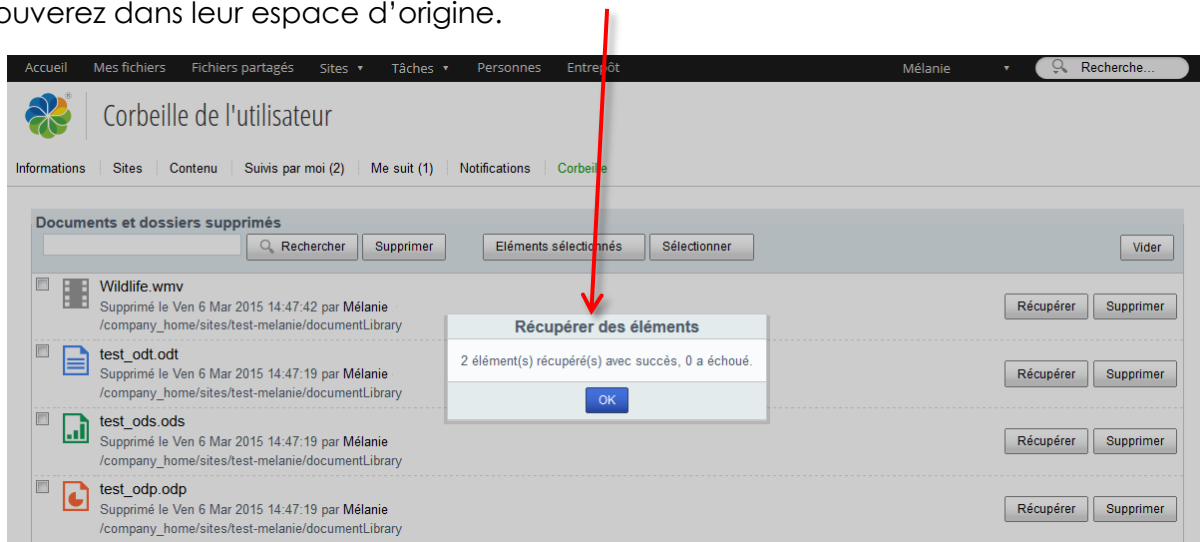 ouverez dans leur espace d’origine.
Accueil Mes fichiers Fichiers partagés Sites Tâches Personnes Entrepôt Mélanie Recherche...
Corbeille de l'utilisateur
Informations Sites Contenu Suivis par moi (2) Me suit (1) Notifications Corbeille
Documents et dossiers supprimés
Rechercher Supprimer Eléments sélectionnés Sélectionner Vider
Wildlife.wmv
Supprimé le Ven 6 Mar 2015 14:47:42 par Mélanie
/company_home/sites/test-melanie/documentLibrary
Récupérer Supprimer
Récupérer des éléments
2 élément(s) récupéré(s) avec succès, 0 a échoué.
OK
test_odt.odt
Supprimé le Ven 6 Mar 2015 14:47:19 par Mélanie
/company_home/sites/test-melanie/documentLibrary
Récupérer Supprimer
test_ods.ods
Supprimé le Ven 6 Mar 2015 14:47:19 par Mélanie
/company_home/sites/test-melanie/documentLibrary
Récupérer Supprimer
test_odp.odp
Supprimé le Ven 6 Mar 2015 14:47:19 par Mélanie
/company_home/sites/test-melanie/documentLibrary
Récupérer Supprimer